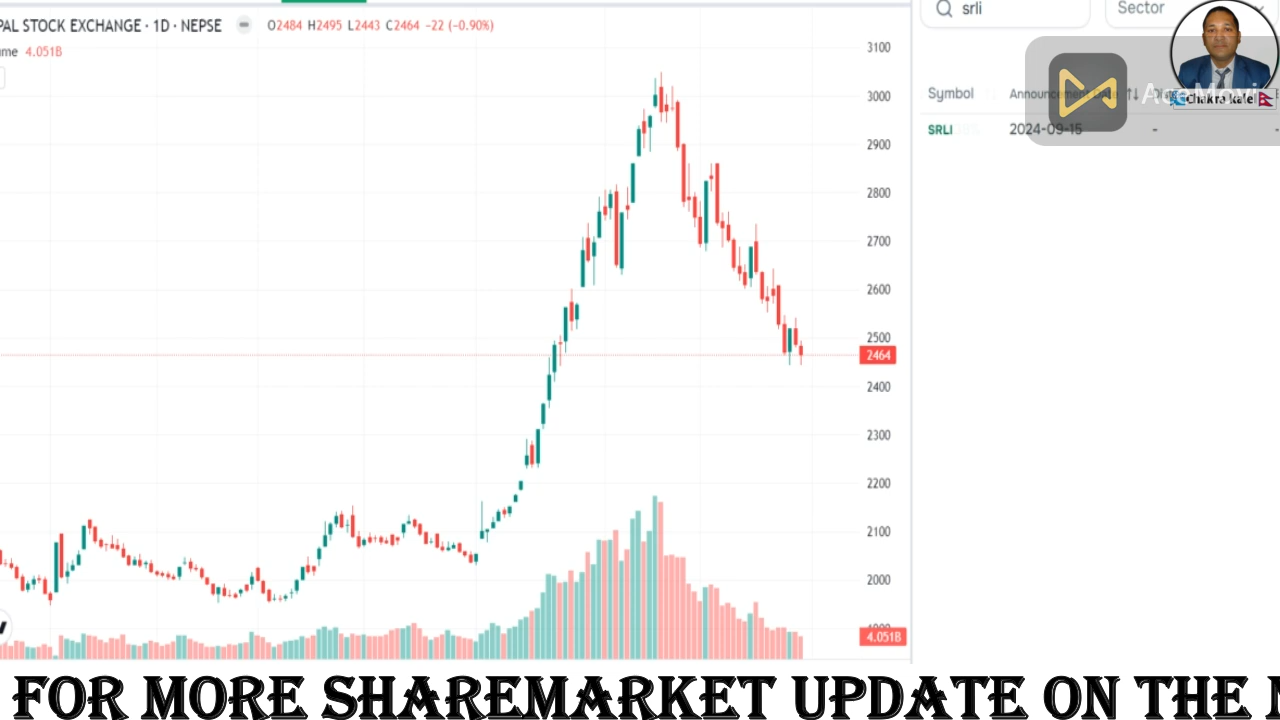 PAL STOCK EXCHANGE · 1D · NEPSE O2484 H2495 L2443 C2464 −22 (−0.90%)
me 4.051B
3100
3000
2900
2800
2700
2600
2500
2464
2400
2300
2200
2100
2000
4.051B
srli
Sector
Symbol
SRLI 2024-09-15 - -
Chakra
FOR MORE SHAREMARKET UPDATE ON THE